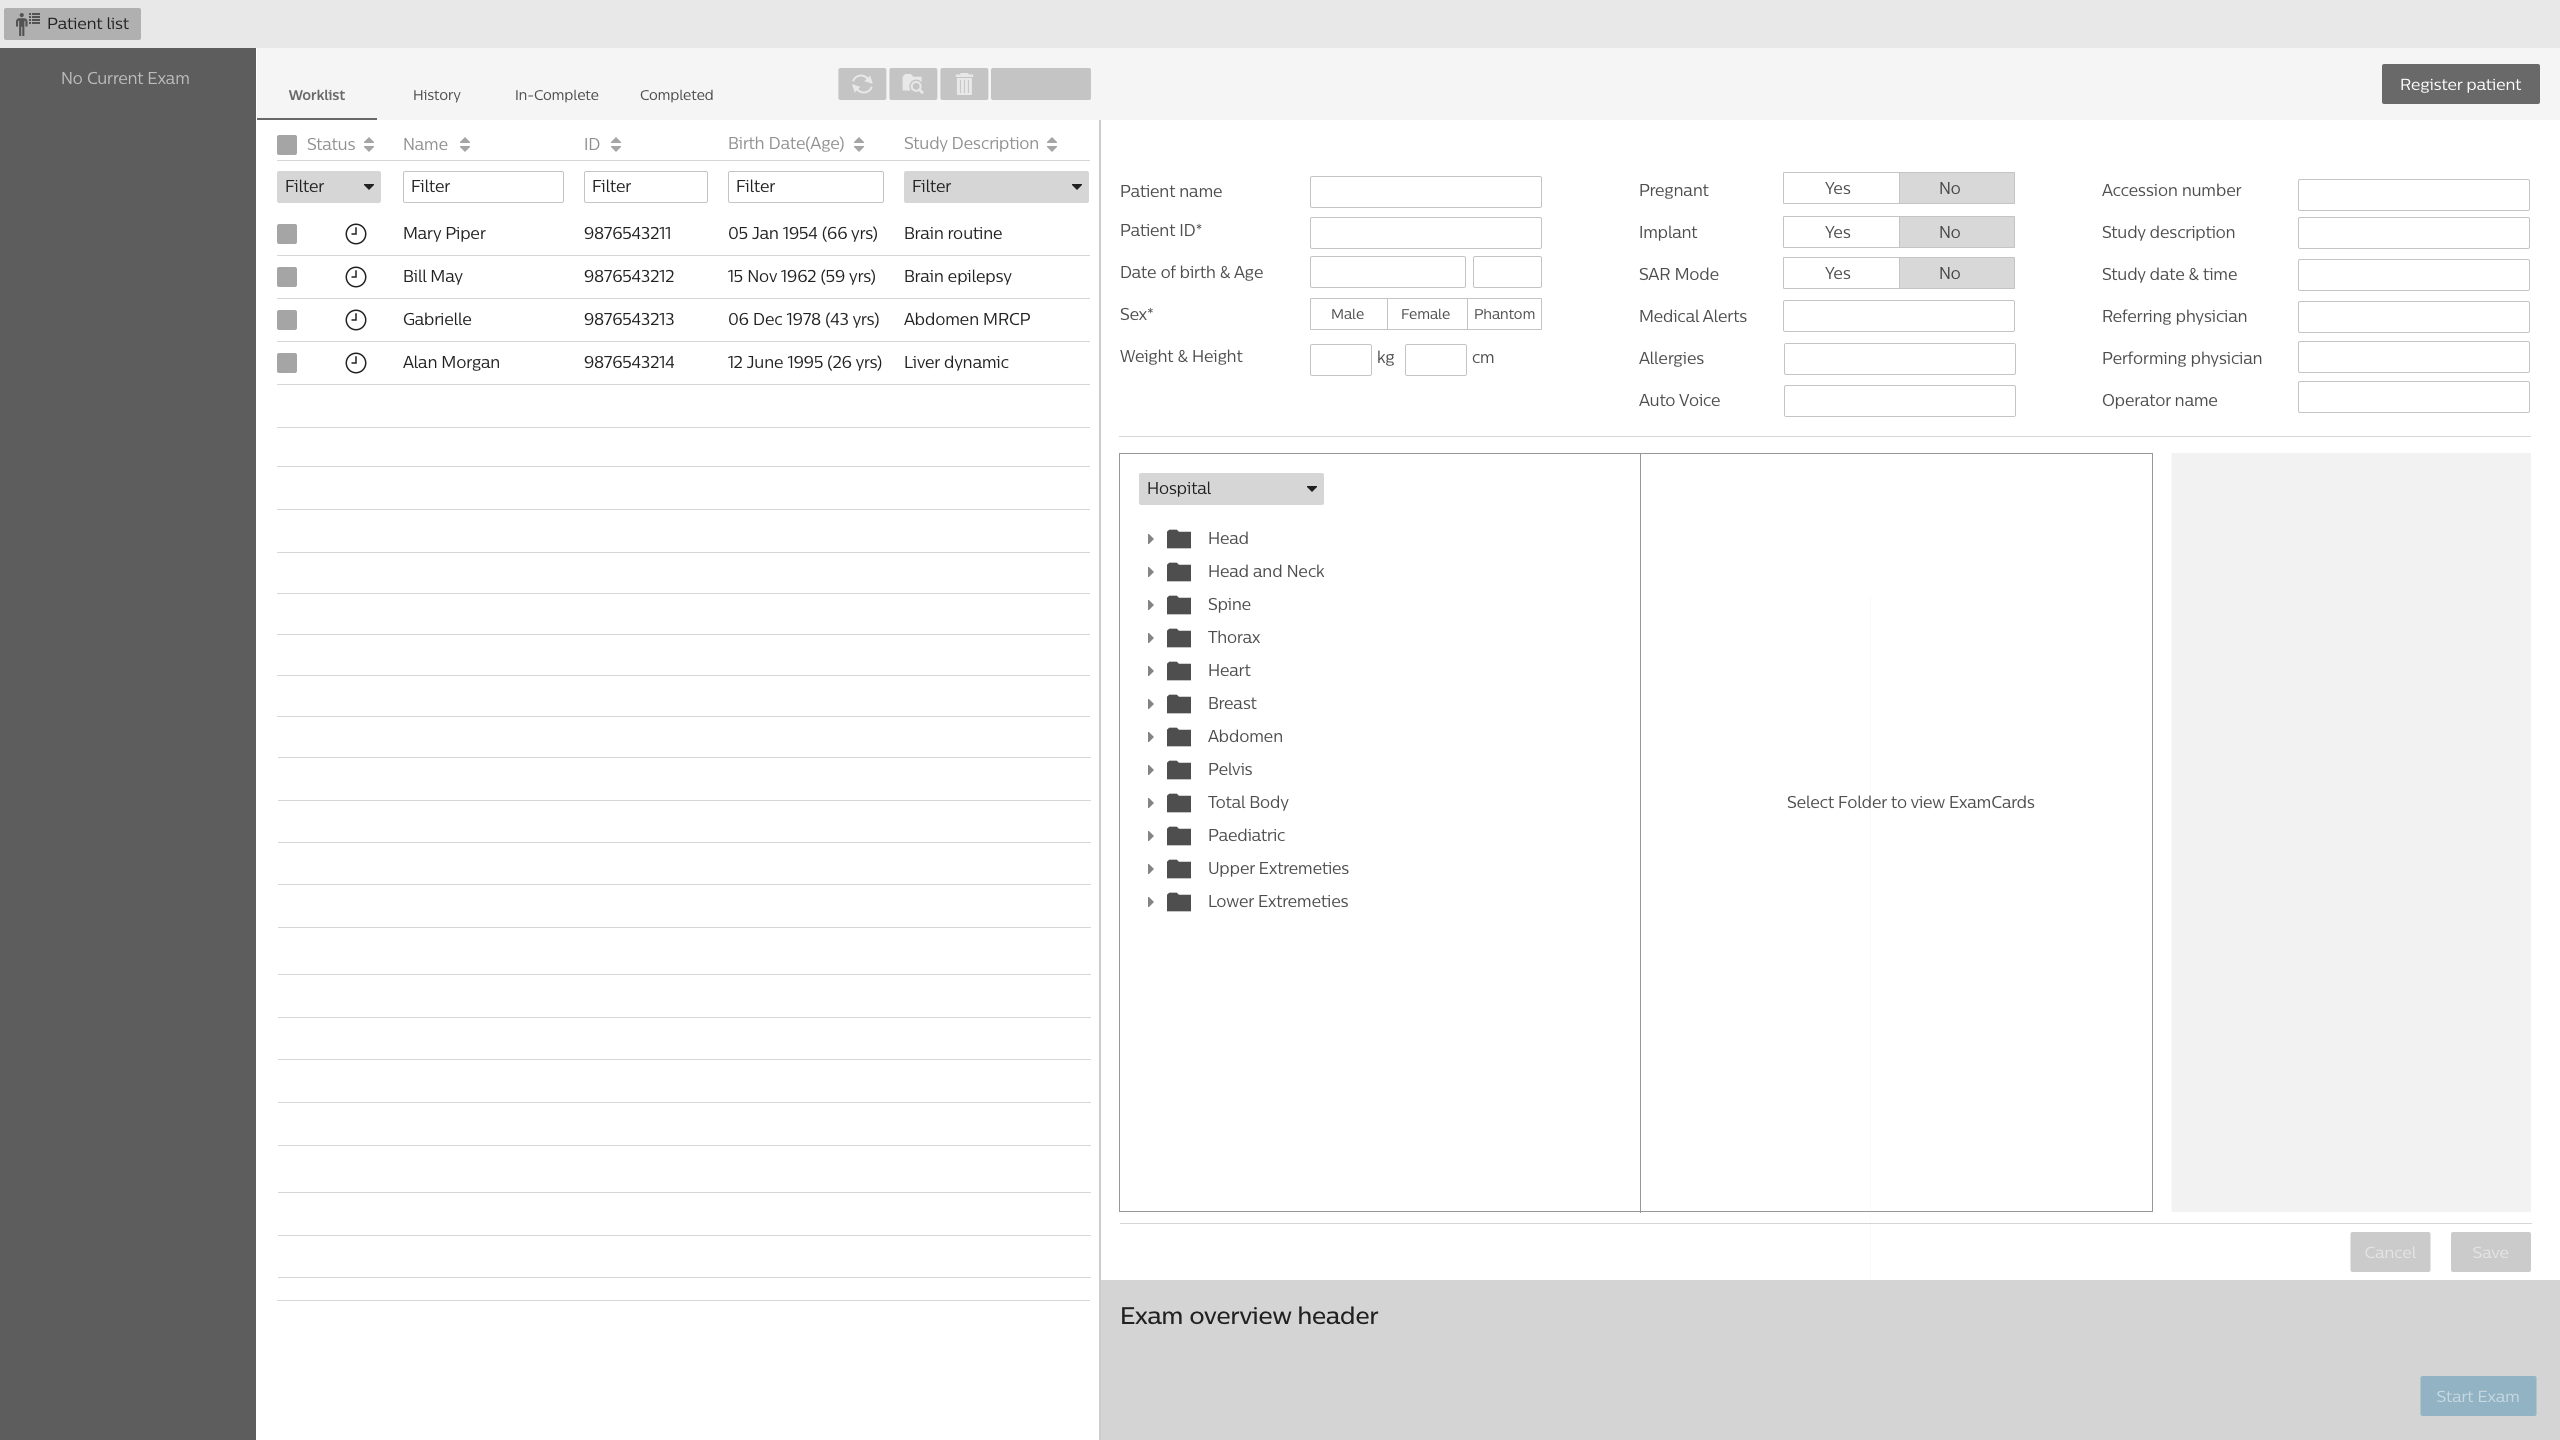 Patient list
No Current Exam
Worklist History In-Complete Completed
Register patient
Status Name ID Birth Date(Age) Study Description
Filter Filter Filter Filter Filter
Mary Piper 9876543211 05 Jan 1954 (66 yrs) Brain routine
Bill May 9876543212 15 Nov 1962 (59 yrs) Brain epilepsy
Gabrielle 9876543213 06 Dec 1978 (43 yrs) Abdomen MRCP
Alan Morgan 9876543214 12 June 1995 (26 yrs) Liver dynamic
Patient name
Patient ID*
Date of birth & Age
Sex* Male Female Phantom
Weight & Height kg cm
Pregnant Yes No
Implant Yes No
SAR Mode Yes No
Medical Alerts
Allergies
Auto Voice
Accession number
Study description
Study date & time
Referring physician
Performing physician
Operator name
Hospital
Head
Head and Neck
Spine
Thorax
Heart
Breast
Abdomen
Pelvis
Total Body
Paediatric
Upper Extremeties
Lower Extremeties
Select Folder to view ExamCards
Cancel Save
Exam overview header
Start Exam